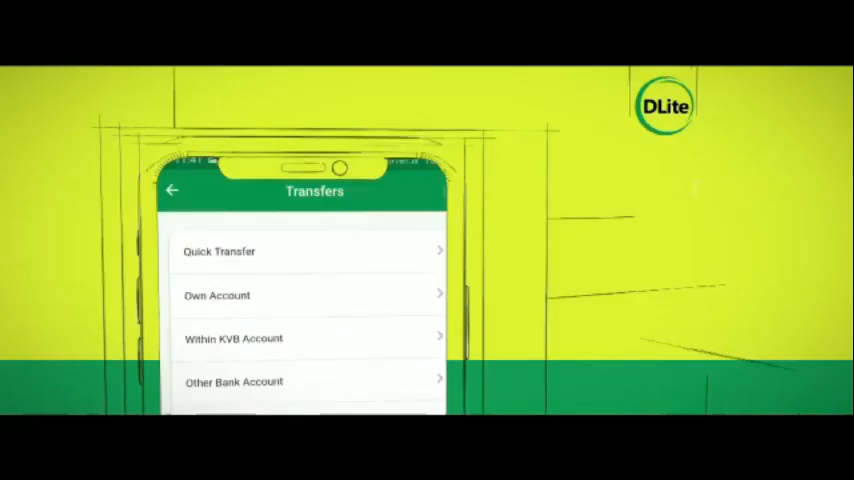 DLite
Transfers
Quick Transfer
Own Account
Within KVB Account
Other Bank Account